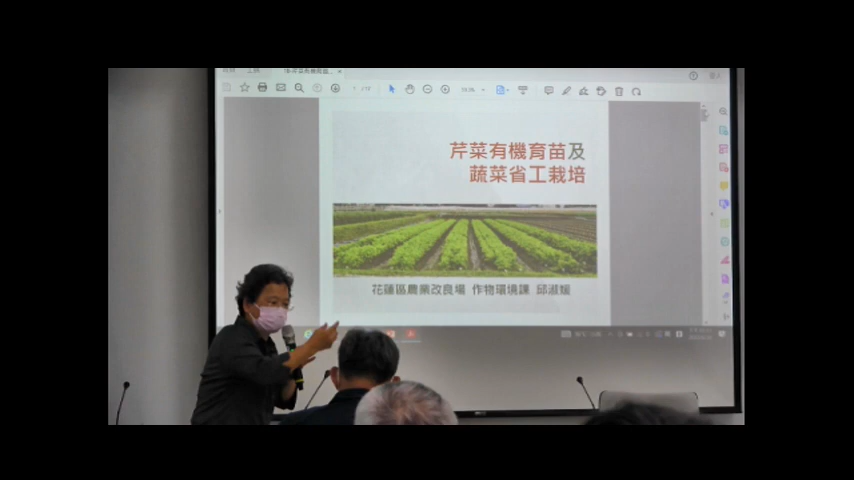 芹菜有機育苗及
蔬菜省工栽培
花蓮區農業改良場 作物環境課 邱淑媛